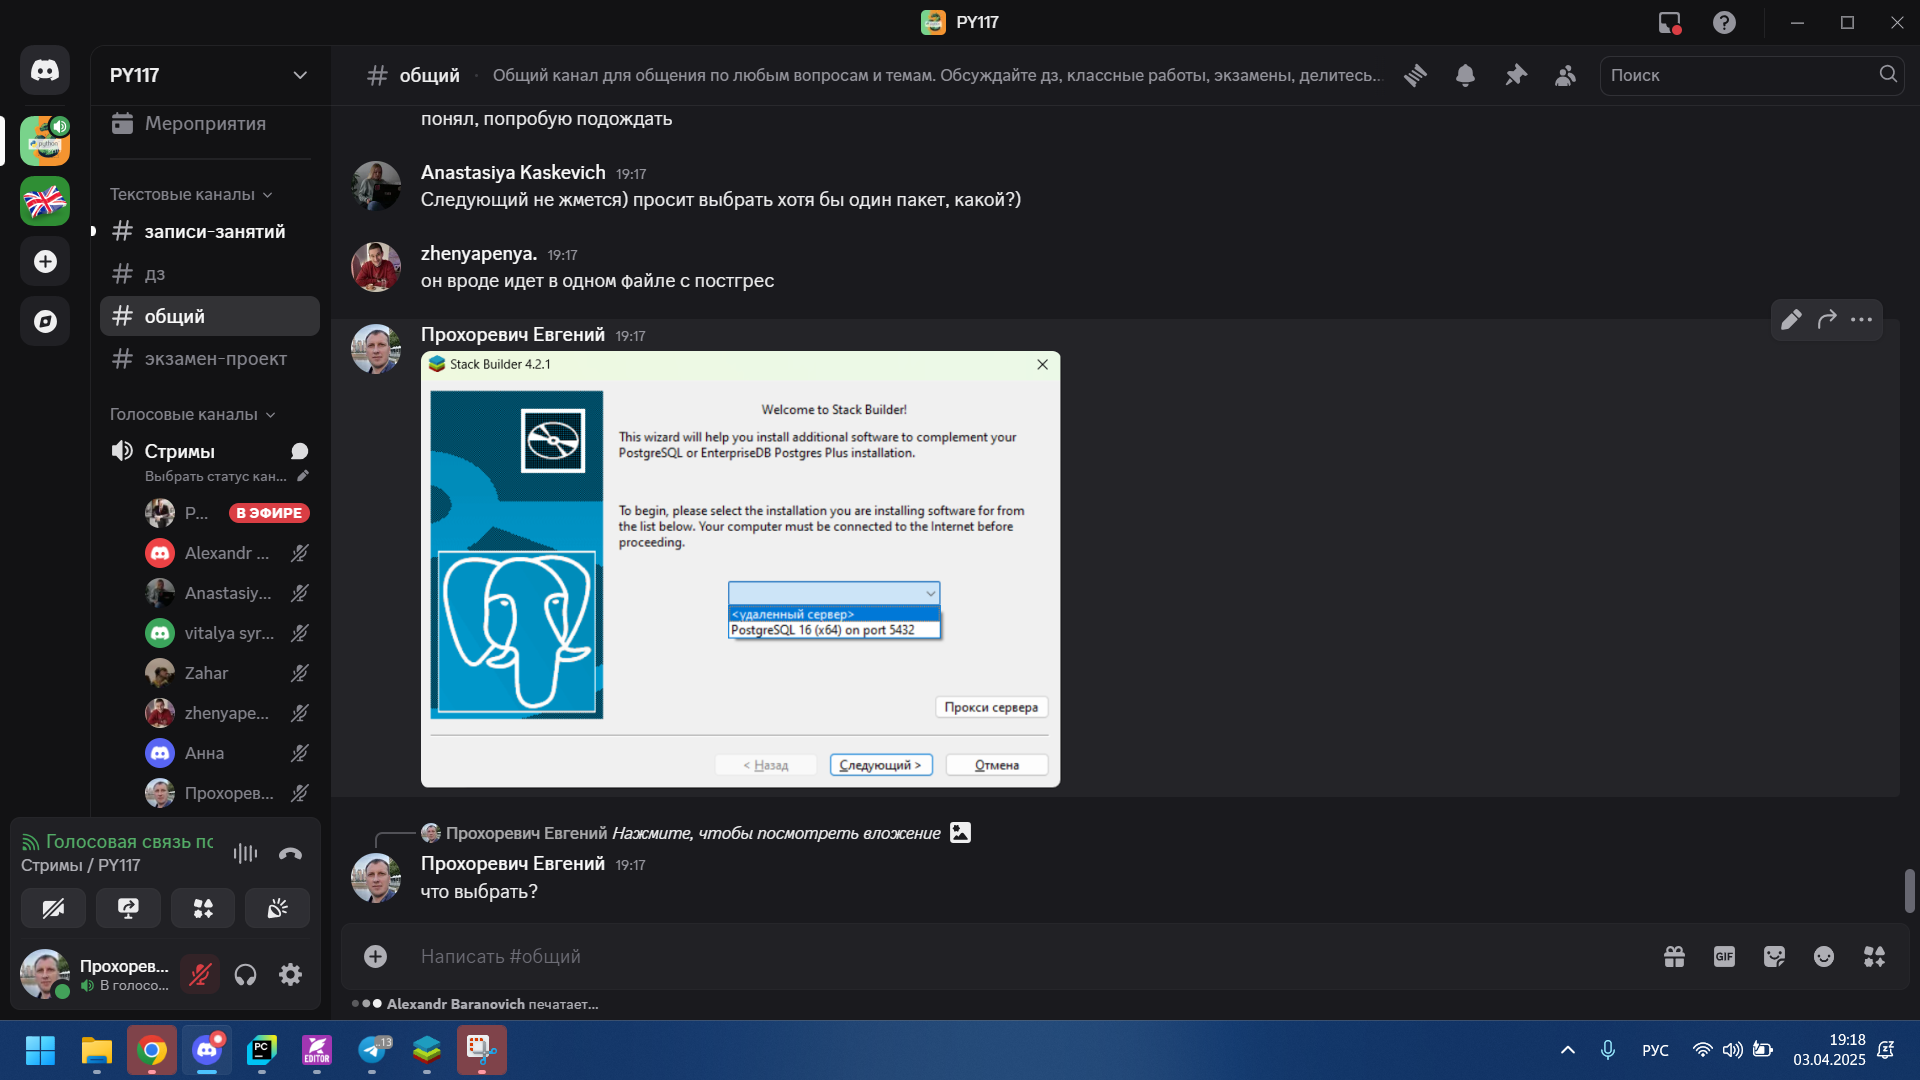 PY117
PY117
Мероприятия
Текстовые каналы
записи-занятий
дз
общий
экзамен-проект
Голосовые каналы
Стримы
Выбрать статус кан...
P... В ЭФИРЕ
Alexandr ...
Anastasiy...
vitalya syr...
Zahar
zhenyape...
Анна
Прохорев...
Голосовая связь пс
Стримы / PY117
Прохорев...
В голосо...
общий
Общий канал для общения по любым вопросам и темам. Обсуждайте дз, классные работы, экзамены, делитесь...
Поиск
понял, попробую подождать
Anastasiya Kaskevich 19:17
Следующий не жмется) просит выбрать хотя бы один пакет, какой?)
zhenyapenya. 19:17
он вроде идет в одном файле с постгрес
Прохоревич Евгений 19:17
Stack Builder 4.2.1
Welcome to Stack Builder!
This wizard will help you install additional software to complement your
PostgreSQL or EnterpriseDB Postgres Plus installation.
To begin, please select the installation you are installing software for from
the list below. Your computer must be connected to the Internet before
proceeding.
<удаленный сервер>
PostgreSQL 16 (x64) on port 5432
Прокси сервера
< Назад
Следующий >
Отмена
Прохоревич Евгений Нажмите, чтобы посмотреть вложение
Прохоревич Евгений 19:17
что выбрать?
Написать #общий
GIF
Alexandr Baranovich печатает...
PC
EDITOR
13
РУС
19:18
03.04.2025